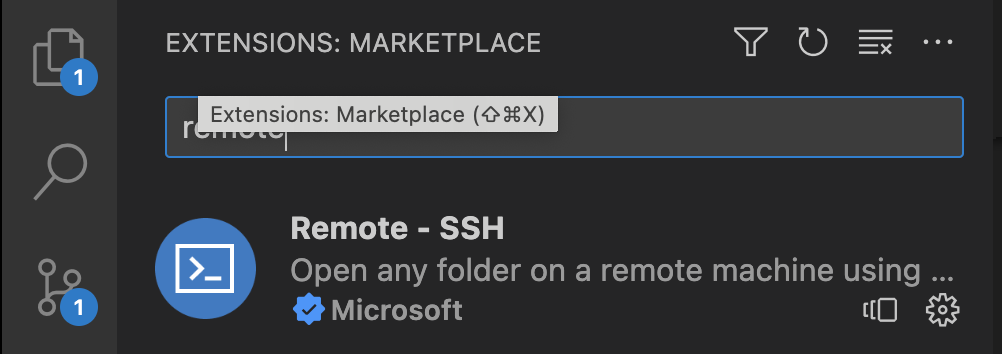 EXTENSIONS: MARKETPLACE
1
Extensions: Marketplace (⇧⌘X)
remote
Remote - SSH
Open any folder on a remote machine using ...
Microsoft
1